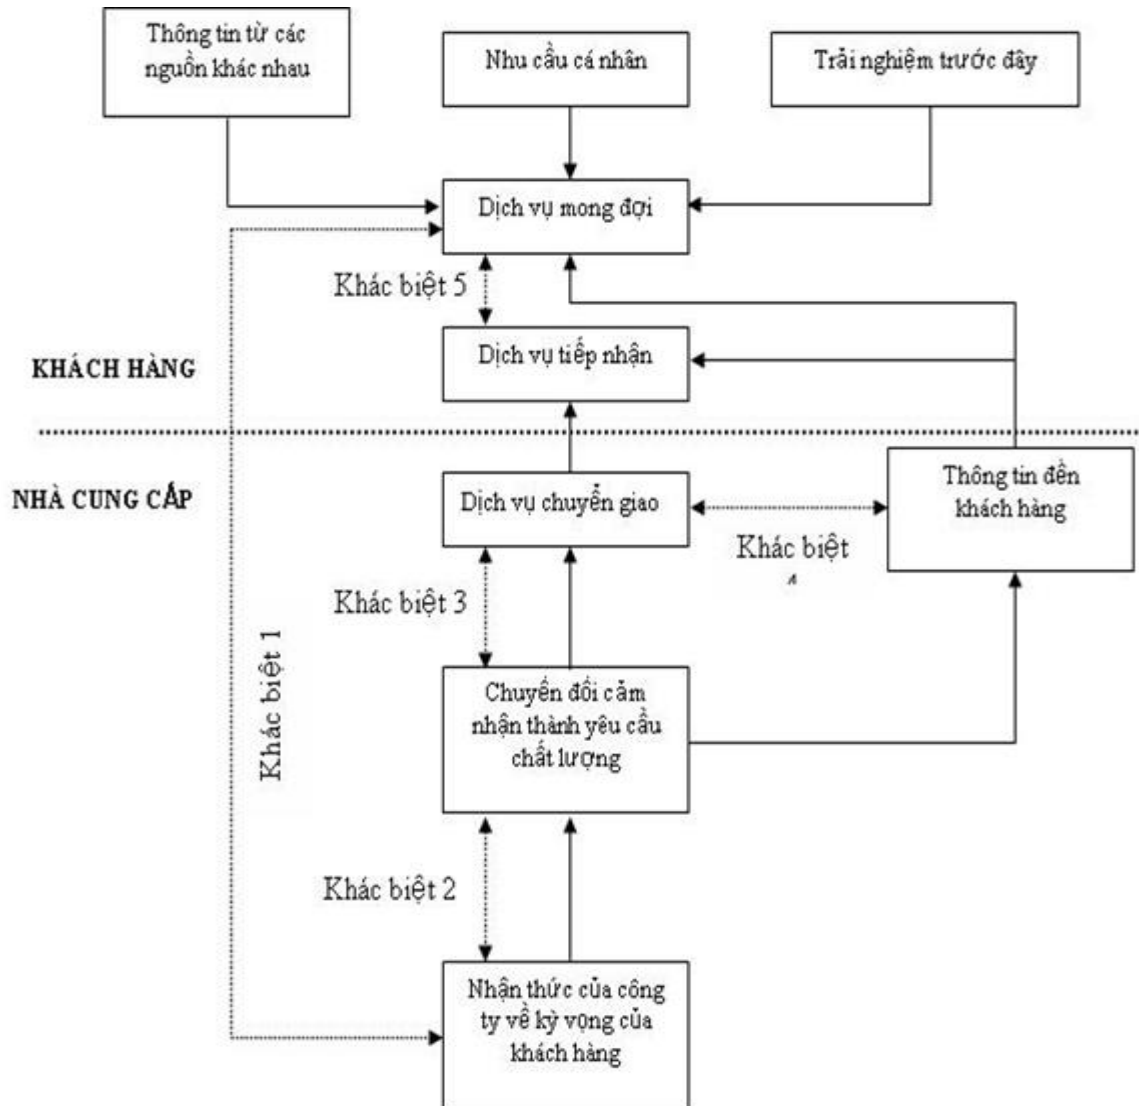 Thông tin từ các
nguồn khác nhau
Nhu cầu cá nhân
Trải nghiệm trước đây
Dịch vụ mong đợi
Khác biệt 5
Dịch vụ tiếp nhận
KHÁCH HÀNG
NHÀ CUNG CẤP
Dịch vụ chuyển giao
Thông tin đến
khách hàng
Khác biệt
Khác biệt 3
Khác biệt 1
Chuyển đổi cảm
nhận thành yêu cầu
chất lượng
Khác biệt 2
Nhận thức của công
ty về kỳ vọng của
khách hàng